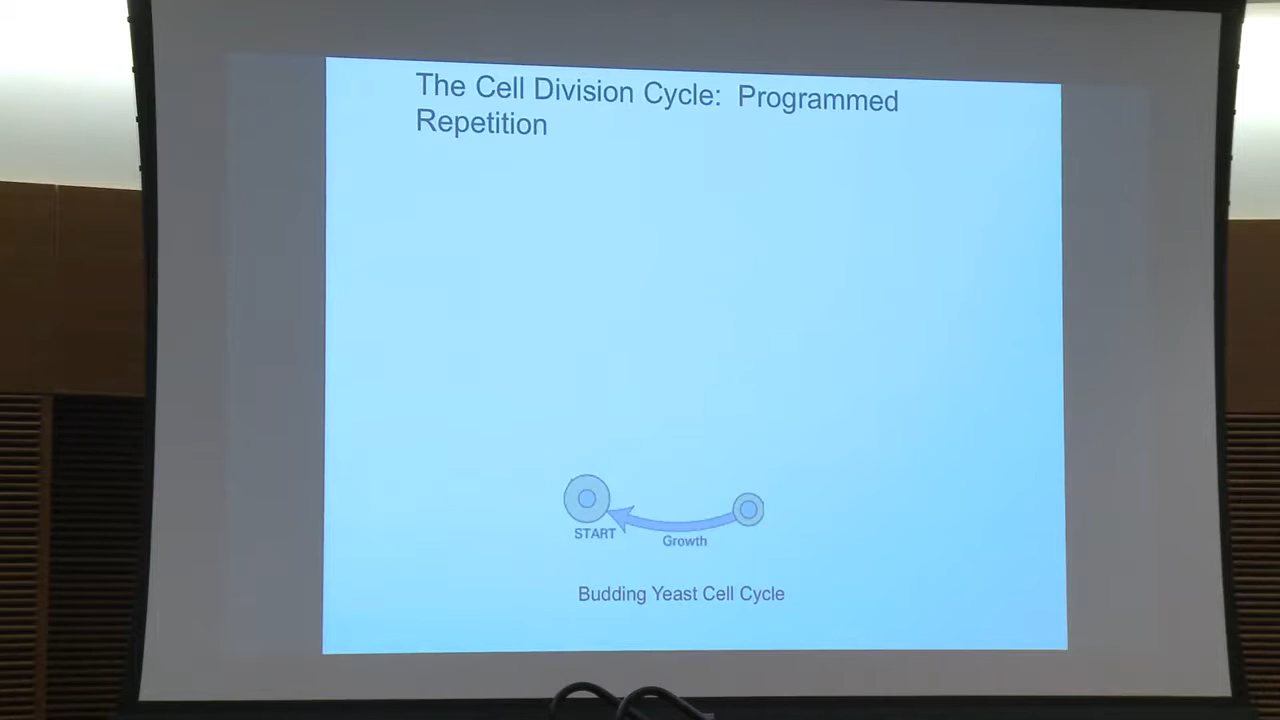 The Cell Division Cycle: Programmed
Repetition
START
Growth
Budding Yeast Cell Cycle